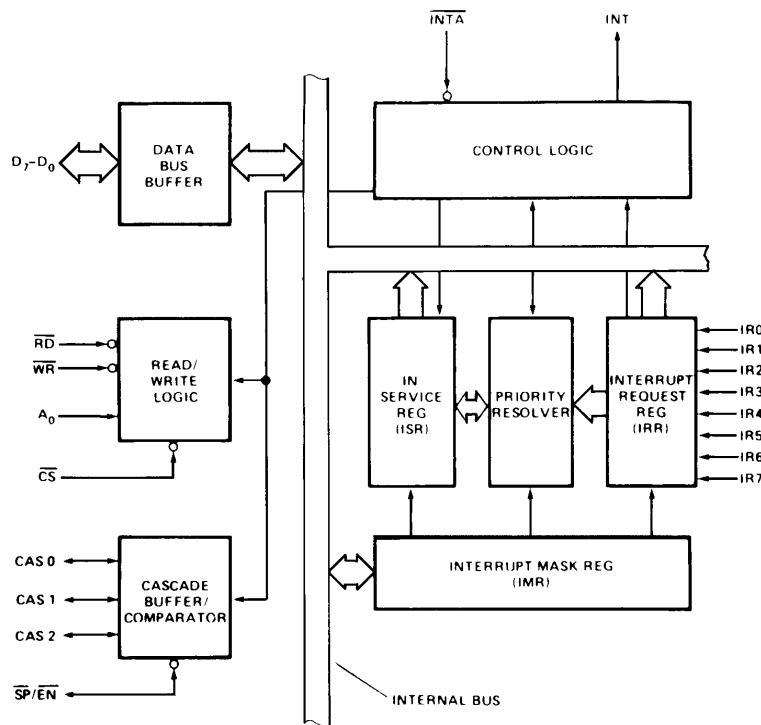 INTA
INT
D7-D0
DATA
BUS
BUFFER
CONTROL LOGIC
RD
WR
A0
CS
READ/
WRITE
LOGIC
IN
SERVICE
REG
(ISR)
PRIORITY
RESOLVER
INTERRUPT
REQUEST
REG
(IRR)
IR0
IR1
IR2
IR3
IR4
IR5
IR6
IR7
CAS 0
CAS 1
CAS 2
SP/EN
CASCADE
BUFFER/
COMPARATOR
INTERRUPT MASK REG
(IMR)
INTERNAL BUS